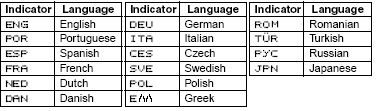 Indicator Language Indicator Language Indicator Language
ENG English DEU German ROM Romanian
POR Portuguese ITA Italian TÜR Turkish
ESP Spanish CES Czech РУС Russian
FRA French SVE Swedish JPN Japanese
NED Dutch POL Polish
DAN Danish ΕΛΛ Greek